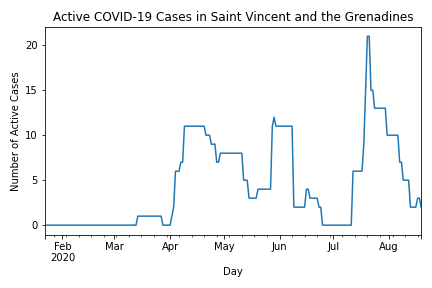 Active COVID-19 Cases in Saint Vincent and the Grenadines
Number of Active Cases
20
15
10
5
0
Feb Mar Apr May Jun Jul Aug
2020
Day